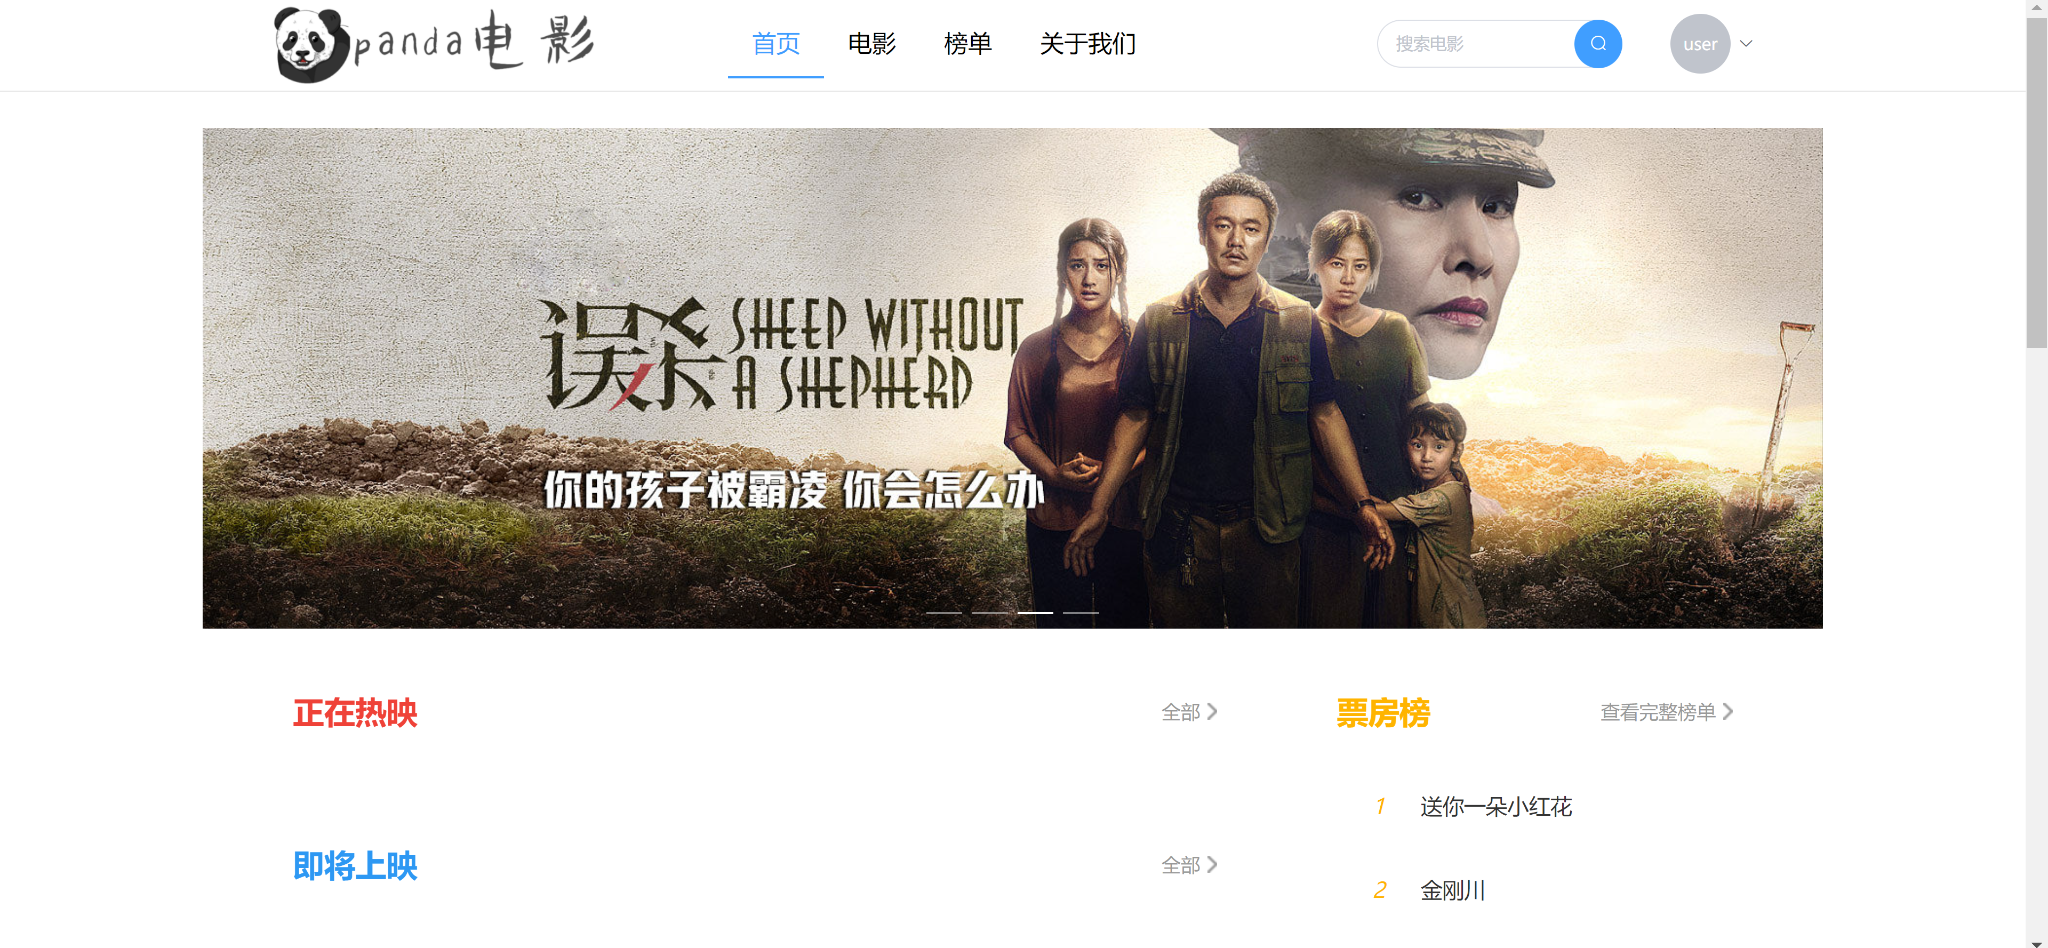 panda电影
首页
电影
榜单
关于我们
搜索电影
user
误杀 SHEEP WITHOUT
A SHEPHERD
你的孩子被霸凌 你会怎么办
正在热映
全部
票房榜
查看完整榜单
1 送你一朵小红花
即将上映
全部
2 金刚川